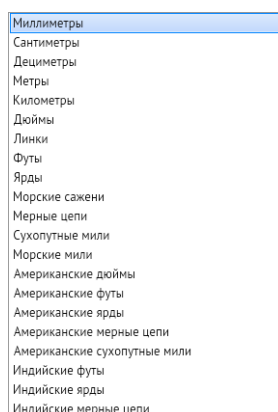 Миллиметры
Сантиметры
Дециметры
Метры
Километры
Дюймы
Линки
Футы
Ярды
Морские сажени
Мерные цепи
Сухопутные мили
Морские мили
Американские дюймы
Американские футы
Американские ярды
Американские мерные цепи
Американские сухопутные мили
Индийские футы
Индийские ярды
Индийские мерные цепи